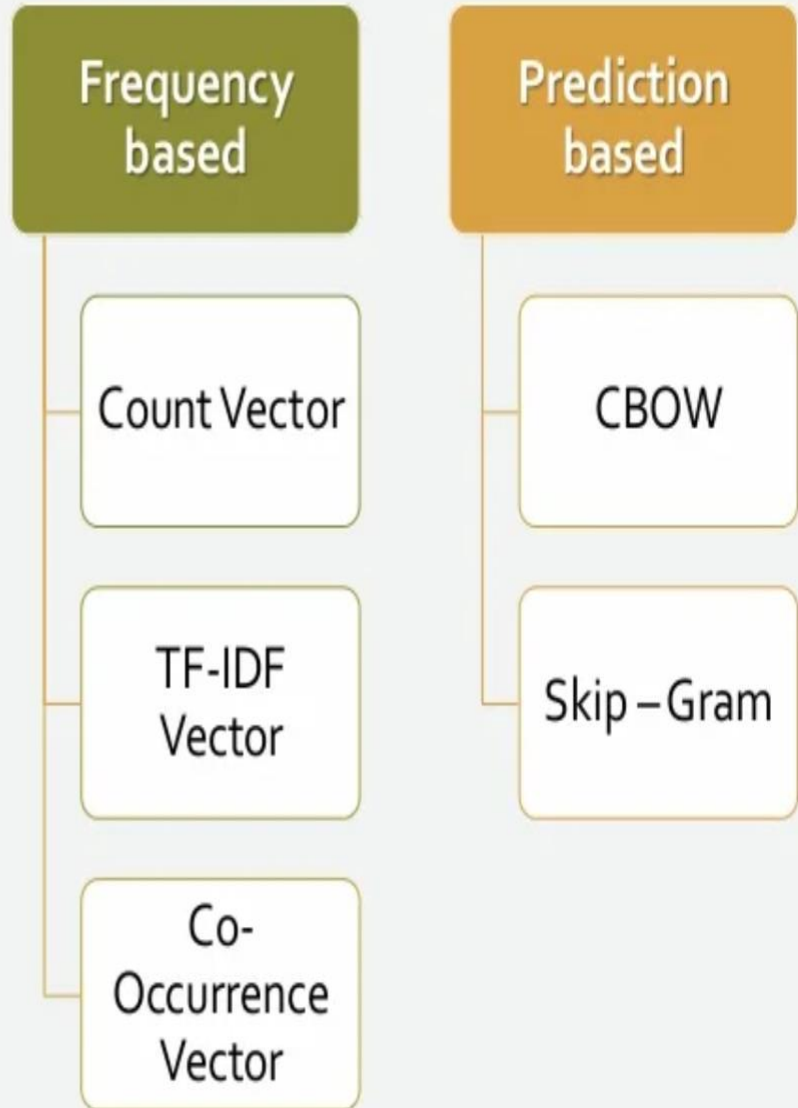 Frequency
based
Count Vector
TF-IDF
Vector
Co-
Occurrence
Vector
Prediction
based
CBOW
Skip – Gram